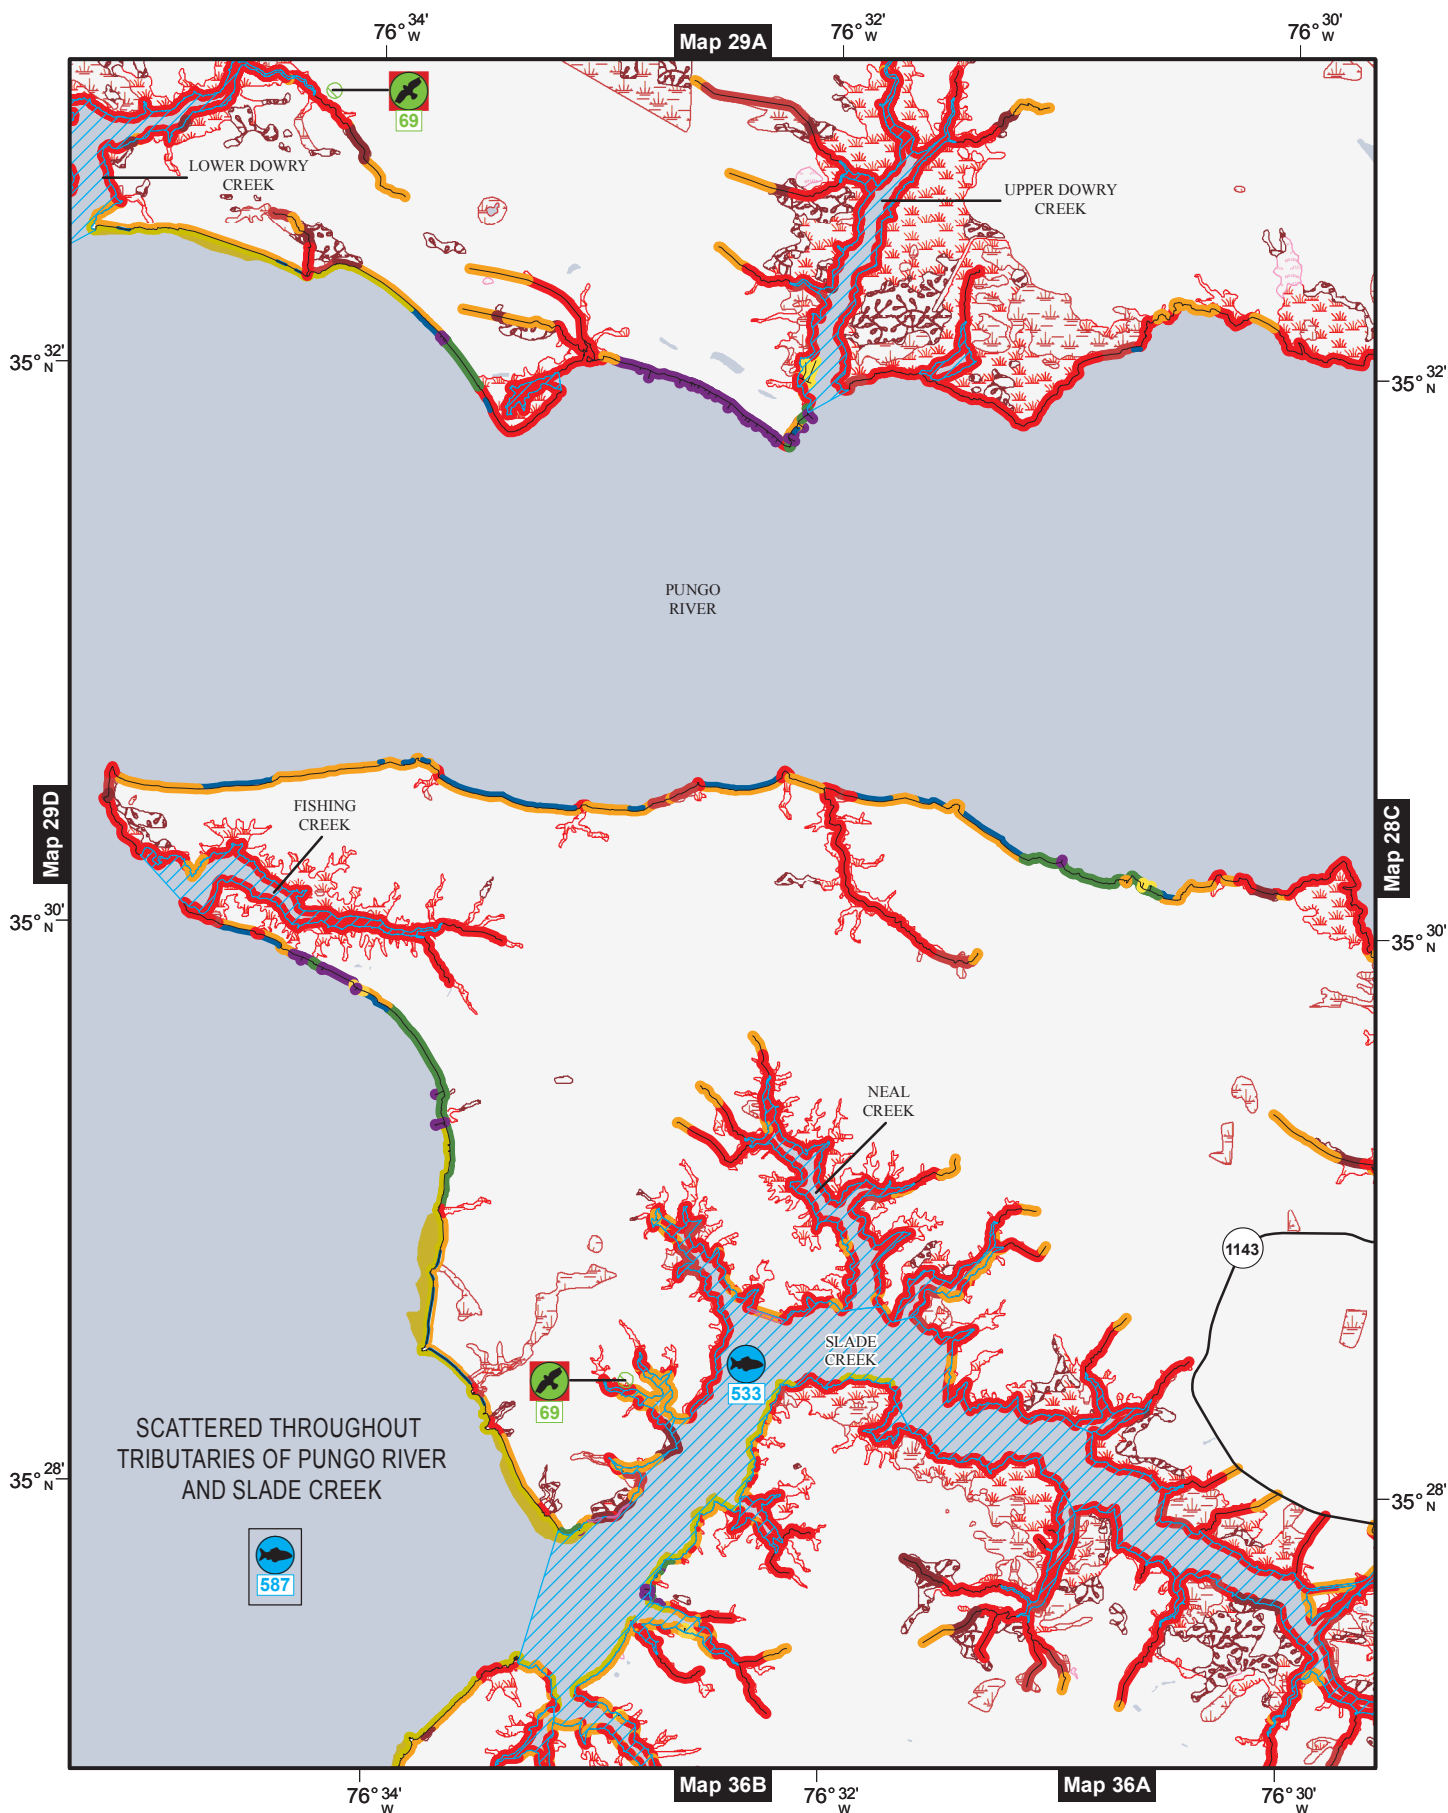 76° 34' W
Map 29A
76° 32' W
76° 30' W
69
LOWER DOWRY
CREEK
UPPER DOWRY
CREEK
35° 32' N
35° 32' N
PUNGO
RIVER
Map 29D
FISHING
CREEK
Map 28C
35° 30' N
35° 30' N
NEAL
CREEK
1143
SLADE
CREEK
533
69
SCATTERED THROUGHOUT
TRIBUTARIES OF PUNGO RIVER
AND SLADE CREEK
35° 28' N
35° 28' N
587
76° 34' W
Map 36B
76° 32' W
Map 36A
76° 30' W